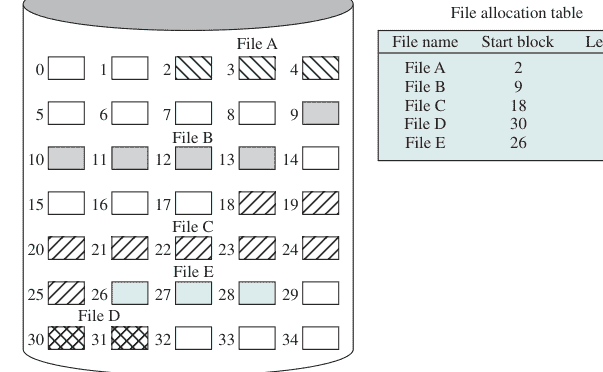 File allocation table
File name Start block Le
File A 2
File B 9
File C 18
File D 30
File E 26
File A
0 1 2 3 4
5 6 7 8 9
File B
10 11 12 13 14
15 16 17 18 19
File C
20 21 22 23 24
File E
25 26 27 28 29
File D
30 31 32 33 34